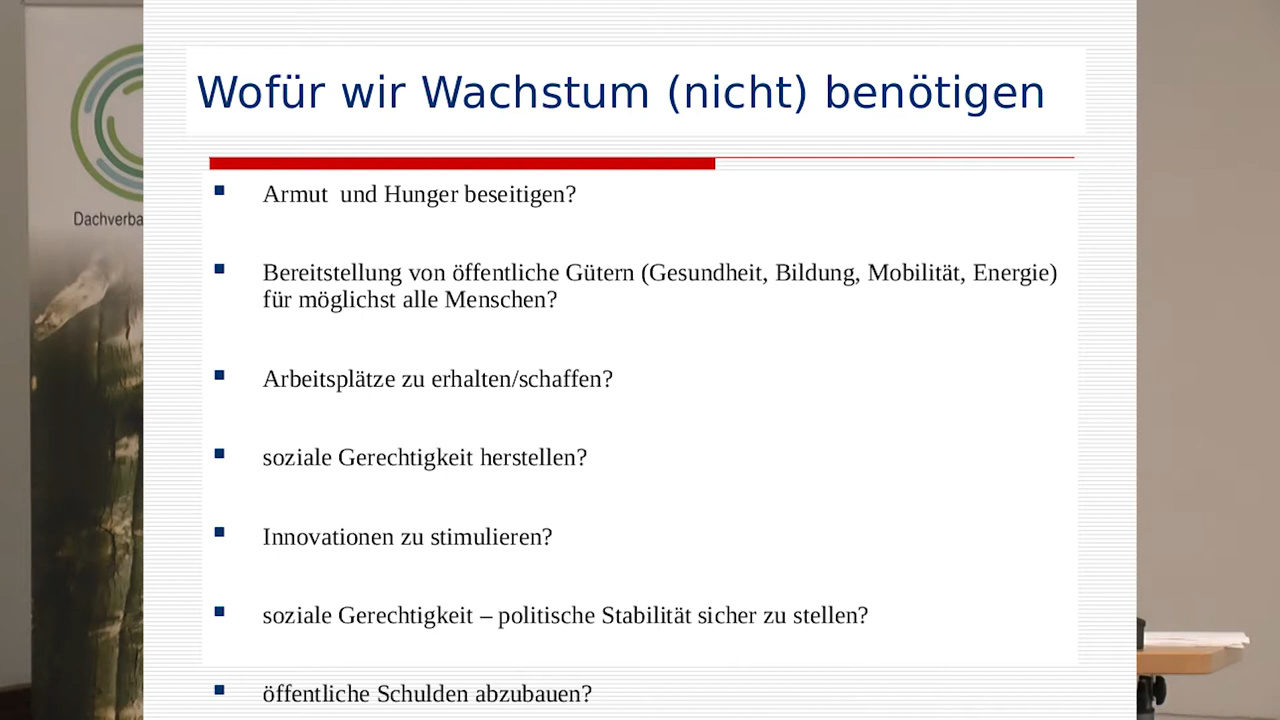 Wofür wir Wachstum (nicht) benötigen
Dachverba
Armut und Hunger beseitigen?
Bereitstellung von öffentliche Gütern (Gesundheit, Bildung, Mobilität, Energie)
für möglichst alle Menschen?
Arbeitsplätze zu erhalten/schaffen?
soziale Gerechtigkeit herstellen?
Innovationen zu stimulieren?
soziale Gerechtigkeit – politische Stabilität sicher zu stellen?
öffentliche Schulden abzubauen?